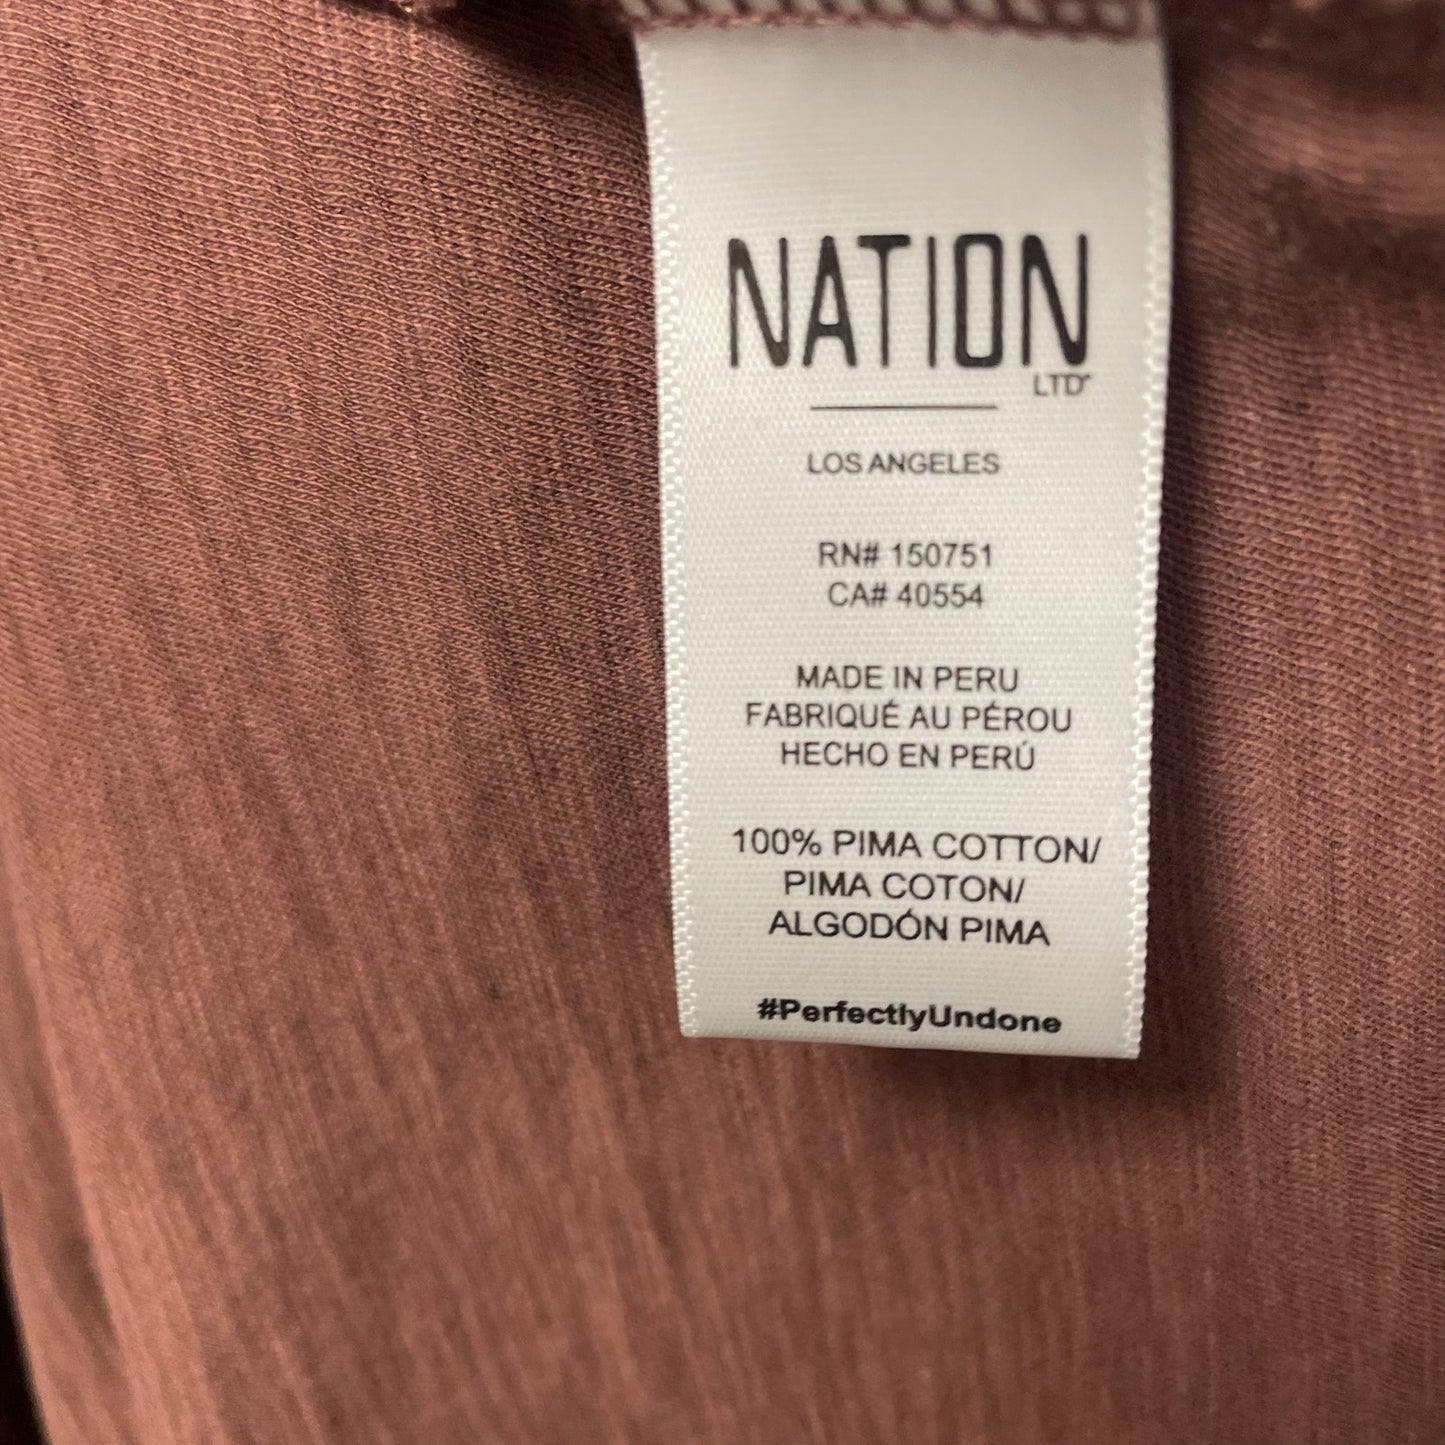 NATION
LTD
LOS ANGELES
RN# 150751
CA# 40554
MADE IN PERU
FABRIQUÉ AU PÉROU
HECHO EN PERÚ
100% PIMA COTTON/
PIMA COTON/
ALGODÓN PIMA
#PerfectlyUndone